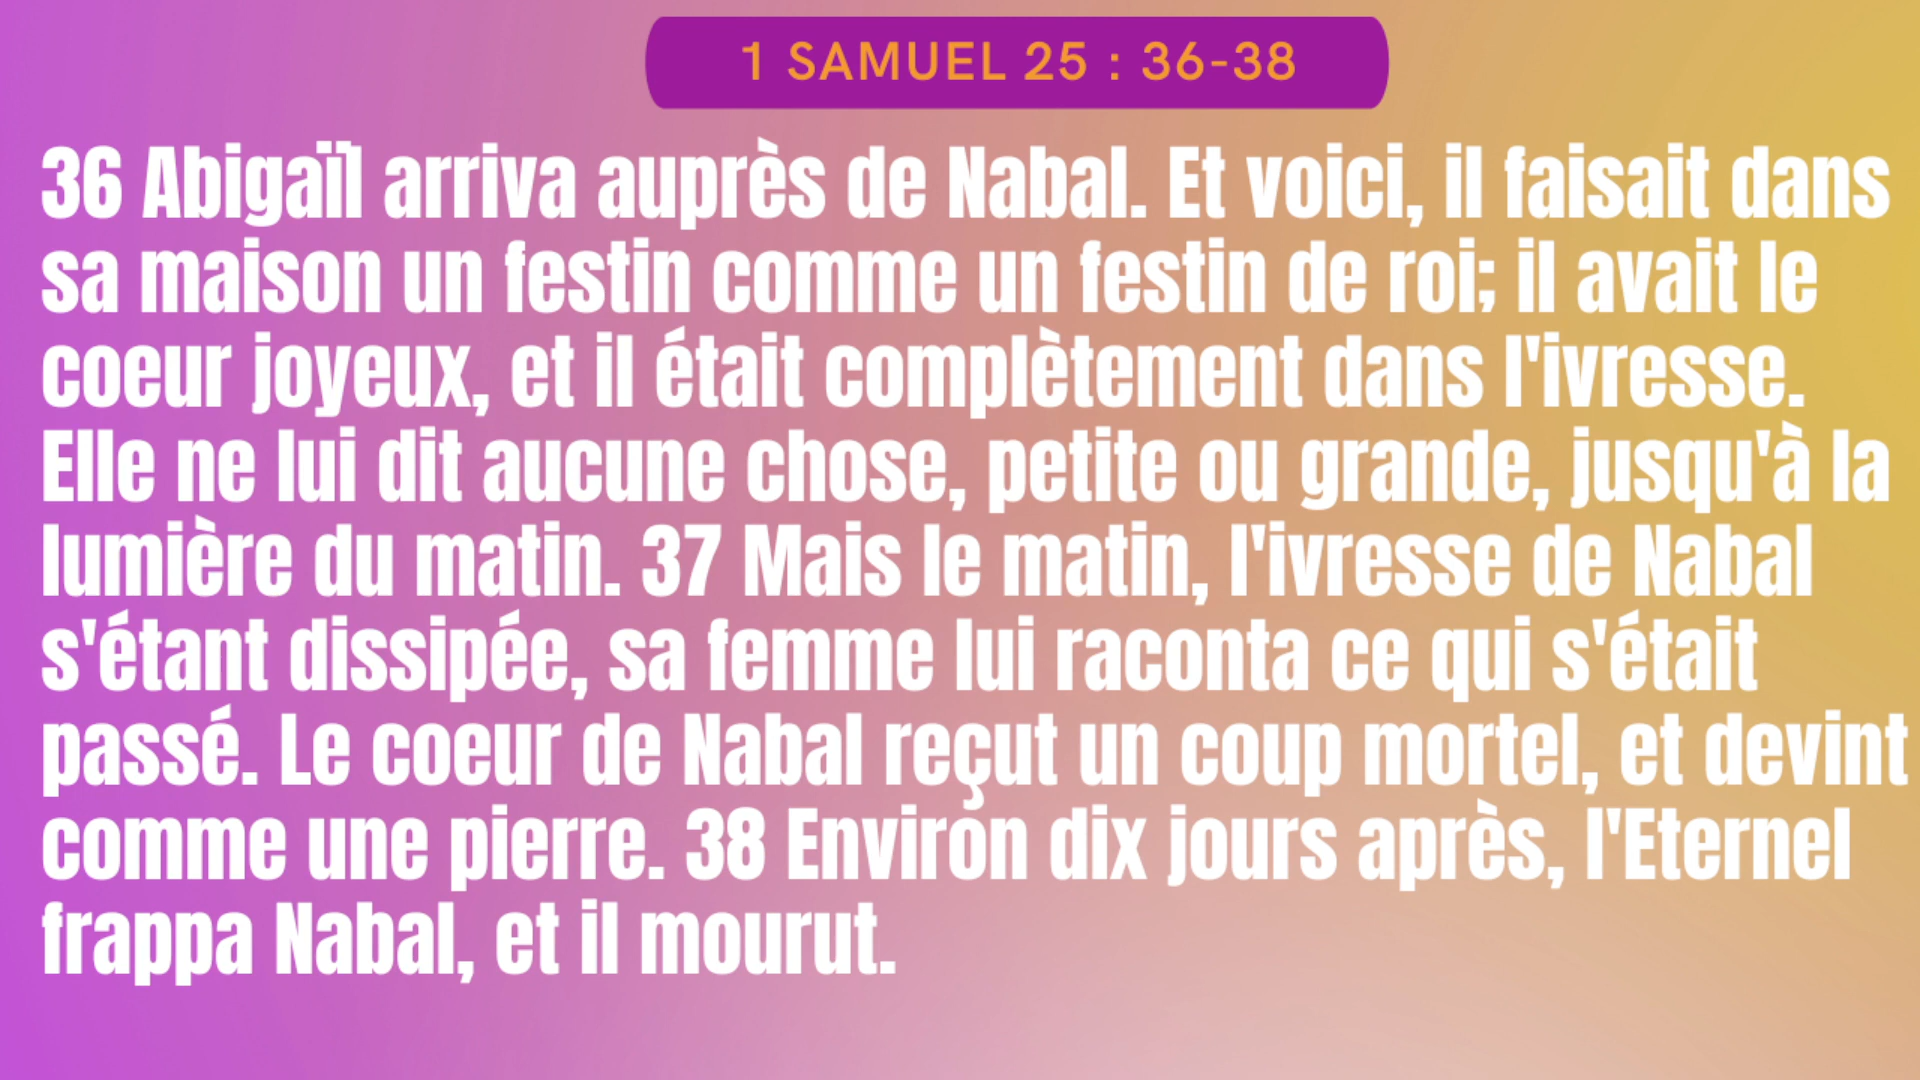 1 SAMUEL 25 : 36-38
36 Abigaïl arriva auprès de Nabal. Et voici, il faisait dans
sa maison un festin comme un festin de roi; il avait le
coeur joyeux, et il était complètement dans l'ivresse.
Elle ne lui dit aucune chose, petite ou grande, jusqu'à la
lumière du matin. 37 Mais le matin, l'ivresse de Nabal
s'étant dissipée, sa femme lui raconta ce qui s'était
passé. Le coeur de Nabal reçut un coup mortel, et devint
comme une pierre. 38 Environ dix jours après, l'Eternel
frappa Nabal, et il mourut.